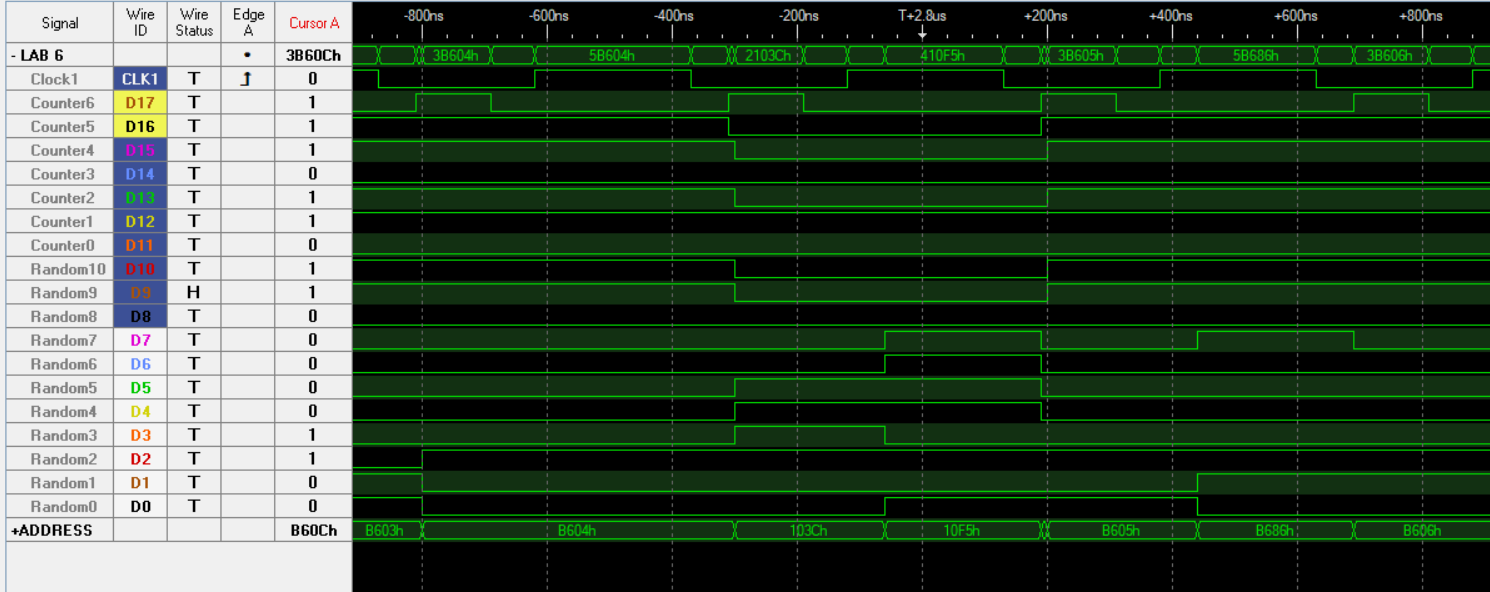 Signal Wire ID Wire Status Edge A Cursor A -800ns -600ns -400ns -200ns T+2.8us +200ns +400ns +600ns +800ns
- LAB 6 • 3B60Ch 3B604h 5B604h 2103Ch 410F5h 3B605h 5B686h 3B606h
Clock1 CLK1 T 0
Counter6 D17 T 1
Counter5 D16 T 1
Counter4 D15 T 1
Counter3 D14 T 0
Counter2 D13 T 1
Counter1 D12 T 1
Counter0 D11 T 0
Random10 D10 T 1
Random9 D9 H 1
Random8 D8 T 0
Random7 D7 T 0
Random6 D6 T 0
Random5 D5 T 0
Random4 D4 T 0
Random3 D3 T 1
Random2 D2 T 1
Random1 D1 T 0
Random0 D0 T 0
+ADDRESS B60Ch B603h B604h 103Ch 10F5h B605h B686h B606h